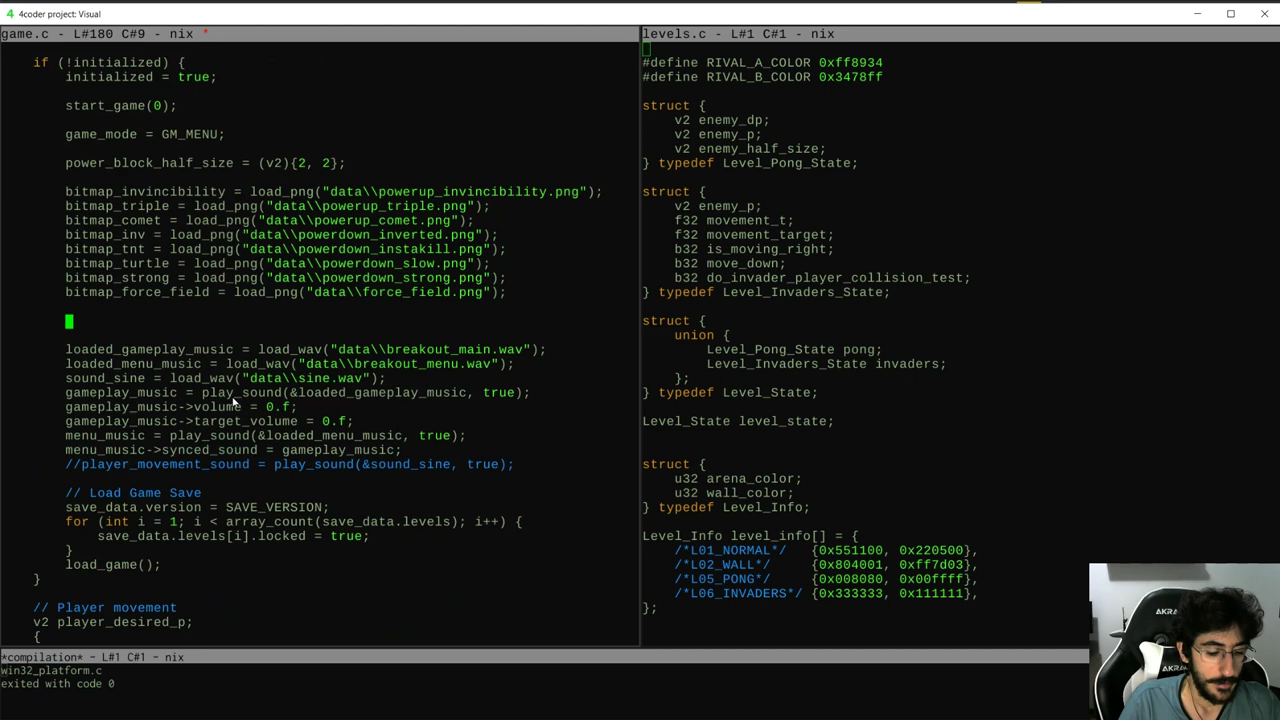 4 4coder project: Visual
game.c - L#180 C#9 - nix *
if (!initialized) {
initialized = true;
start_game(0);
game_mode = GM_MENU;
power_block_half_size = (v2){2, 2};
bitmap_invincibility = load_png("data\\powerup_invincibility.png);
bitmap_triple = load_png("data\\powerup_triple.png");
bitmap_comet = load_png("data\\powerup_comet.png");
bitmap_inv = load_png("data\\powerdown_inverted.png");
bitmap_tnt = load_png("data\\powerdown_instakill.png");
bitmap_turtle = load_png("data\\powerdown_slow.png");
bitmap_strong = load_png("data\\powerdown_strong.png");
bitmap_force_field = load_png("data\\force_field.png");
loaded_gameplay_music = load_wav("data\\breakout_main.wav");
loaded_menu_music = load_wav("data\\breakout_menu.wav");
sound_sine = load_wav("data\\sine.wav");
gameplay_music = play_sound(&loaded_gameplay_music, true);
gameplay_music->volume = 0.f;
gameplay_music->target_volume = 0.f;
menu_music = play_sound(&loaded_menu_music, true);
menu_music->synced_sound = gameplay_music;
//player_movement_sound = play_sound(&sound_sine, true);
// Load Game Save
save_data.version = SAVE_VERSION;
for (int i = 1; i < array_count(save_data.levels); i++) {
save_data.levels[i].locked = true;
}
load_game();
}
// Player movement
v2 player_desired_p;
{
levels.c - L#1 C#1 - nix
#define RIVAL_A_COLOR 0xff8934
#define RIVAL_B_COLOR 0x3478ff
struct {
v2 enemy_dp;
v2 enemy_p;
v2 enemy_half_size;
} typedef Level_Pong_State;
struct {
v2 enemy_p;
f32 movement_t;
f32 movement_target;
b32 is_moving_right;
b32 move_down;
b32 do_invader_player_collision_test;
} typedef Level_Invaders_State;
struct {
union {
Level_Pong_State pong;
Level_Invaders_State invaders;
};
} typedef Level_State;
Level_State level_state;
struct {
u32 arena_color;
u32 wall_color;
} typedef Level_Info;
Level_Info level_info[] = {
/*L01_NORMAL*/ {0x551100, 0x220500},
/*L02_WALL*/ {0x804001, 0xff7d03},
/*L05_PONG*/ {0x008080, 0x00ffff},
/*L06_INVADERS*/ {0x333333, 0x111111},
};
*compilation* - L#1 C#1 - nix
win32_platform.c
exited with code 0
AKRA
AKRA